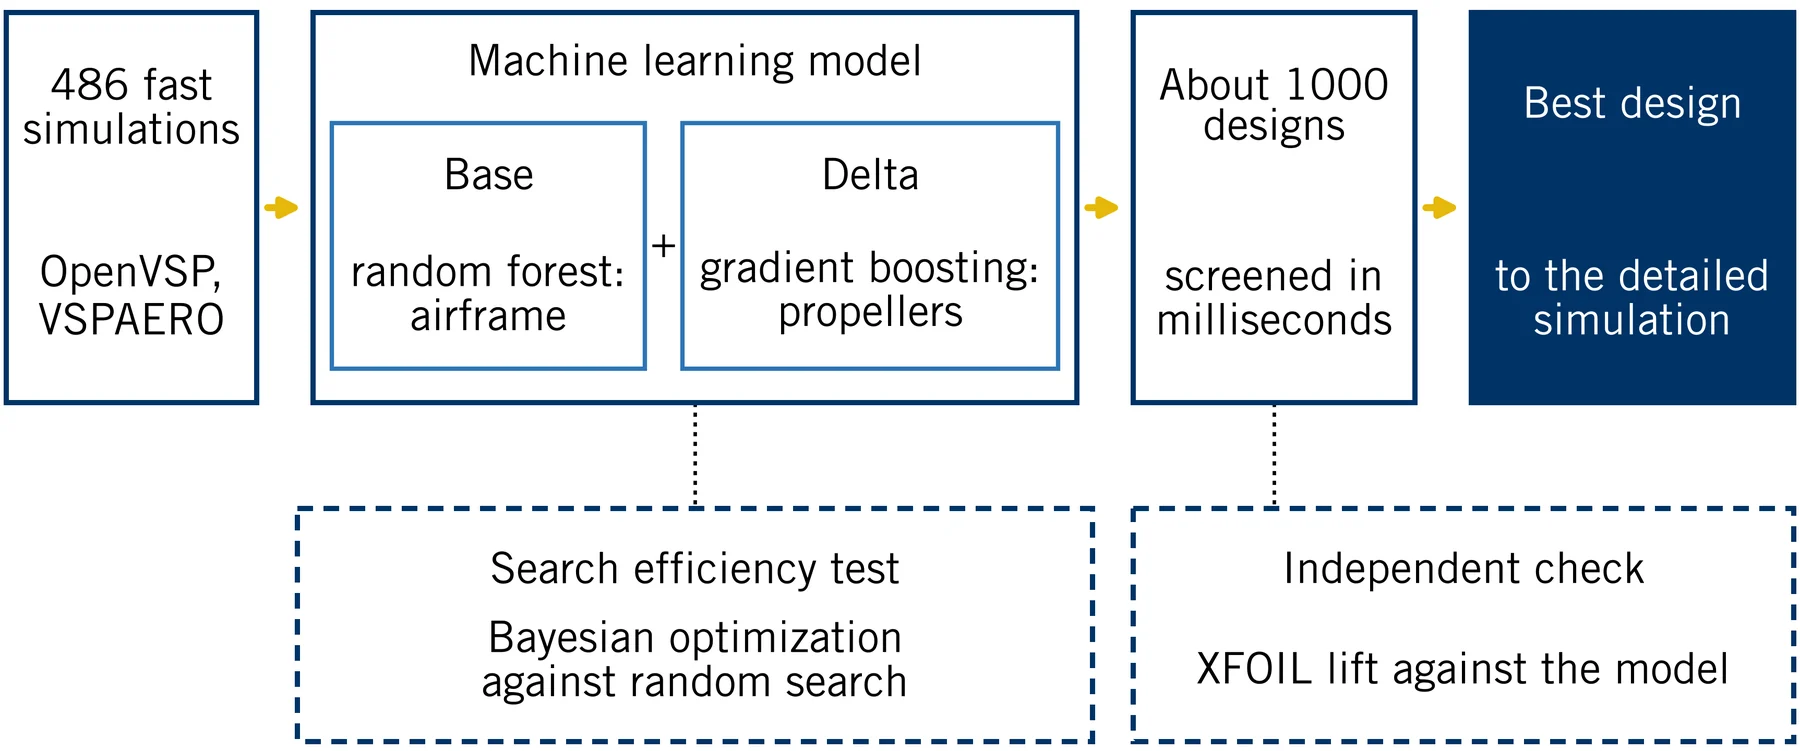 486 fast
simulations
OpenVSP,
VSPAERO
Machine learning model
Base
random forest:
airframe
+
Delta
gradient boosting:
propellers
About 1000
designs
screened in
milliseconds
Best design
to the detailed
simulation
Search efficiency test
Bayesian optimization
against random search
Independent check
XFOIL lift against the model